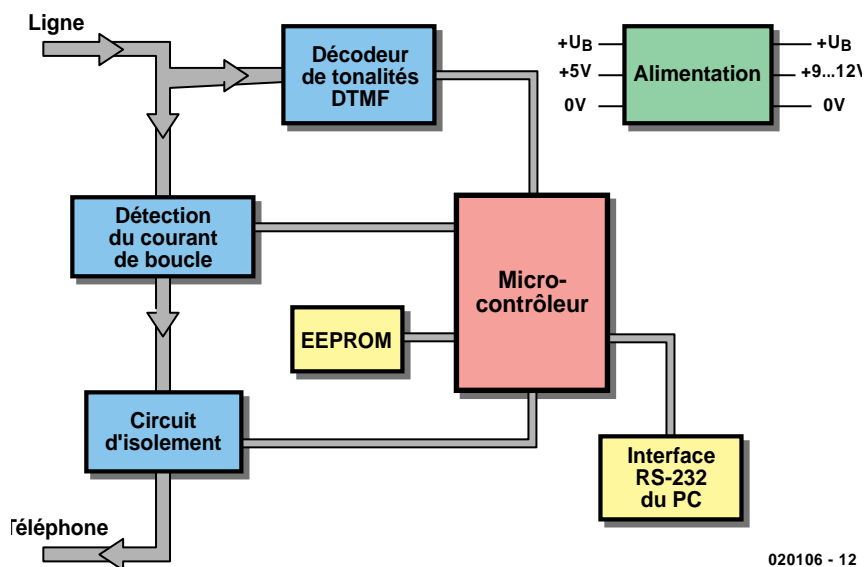 Ligne
Décodeur
de tonalités
DTMF
+UB
+5V
0V
Alimentation
+UB
+9...12V
0V
Détection
du courant
de boucle
Micro-
contrôleur
EEPROM
Circuit
d'isolement
Interface
RS-232
du PC
Téléphone
020106 - 12